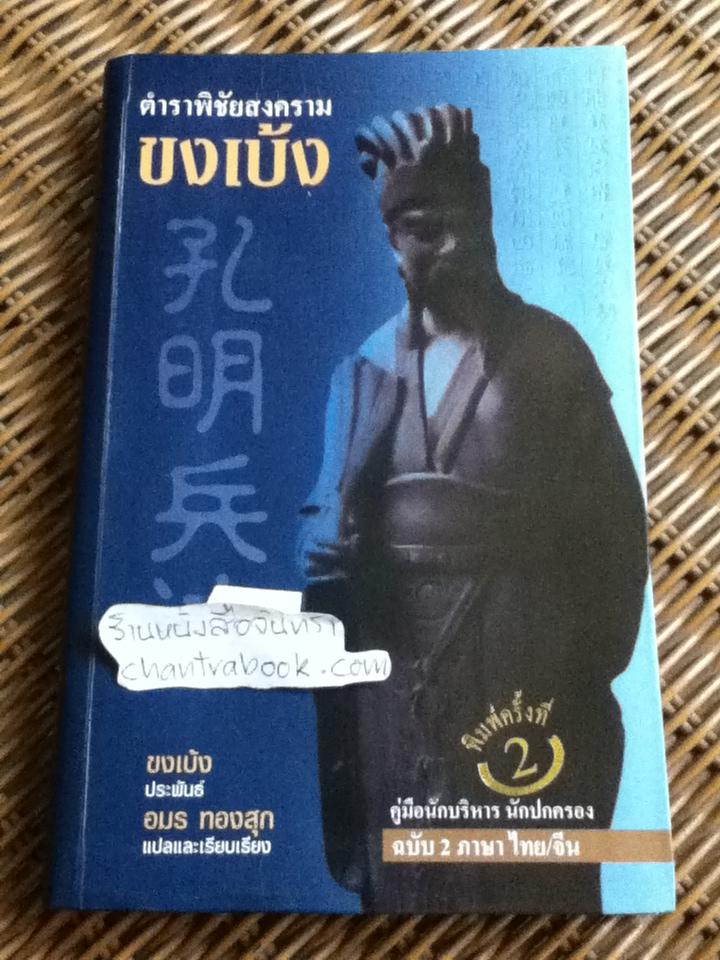 ตำราพิชัยสงคราม
ขงเบ้ง
孔
明
兵
ร้านหนังสือจันทรา
chantrabook.com
ขงเบ้ง
ประพันธ์
อมร ทองสุก
แปลและเรียบเรียง
พิมพ์ครั้งที่
2
คู่มือนักบริหาร นักปกครอง
ฉบับ 2 ภาษา ไทย/จีน